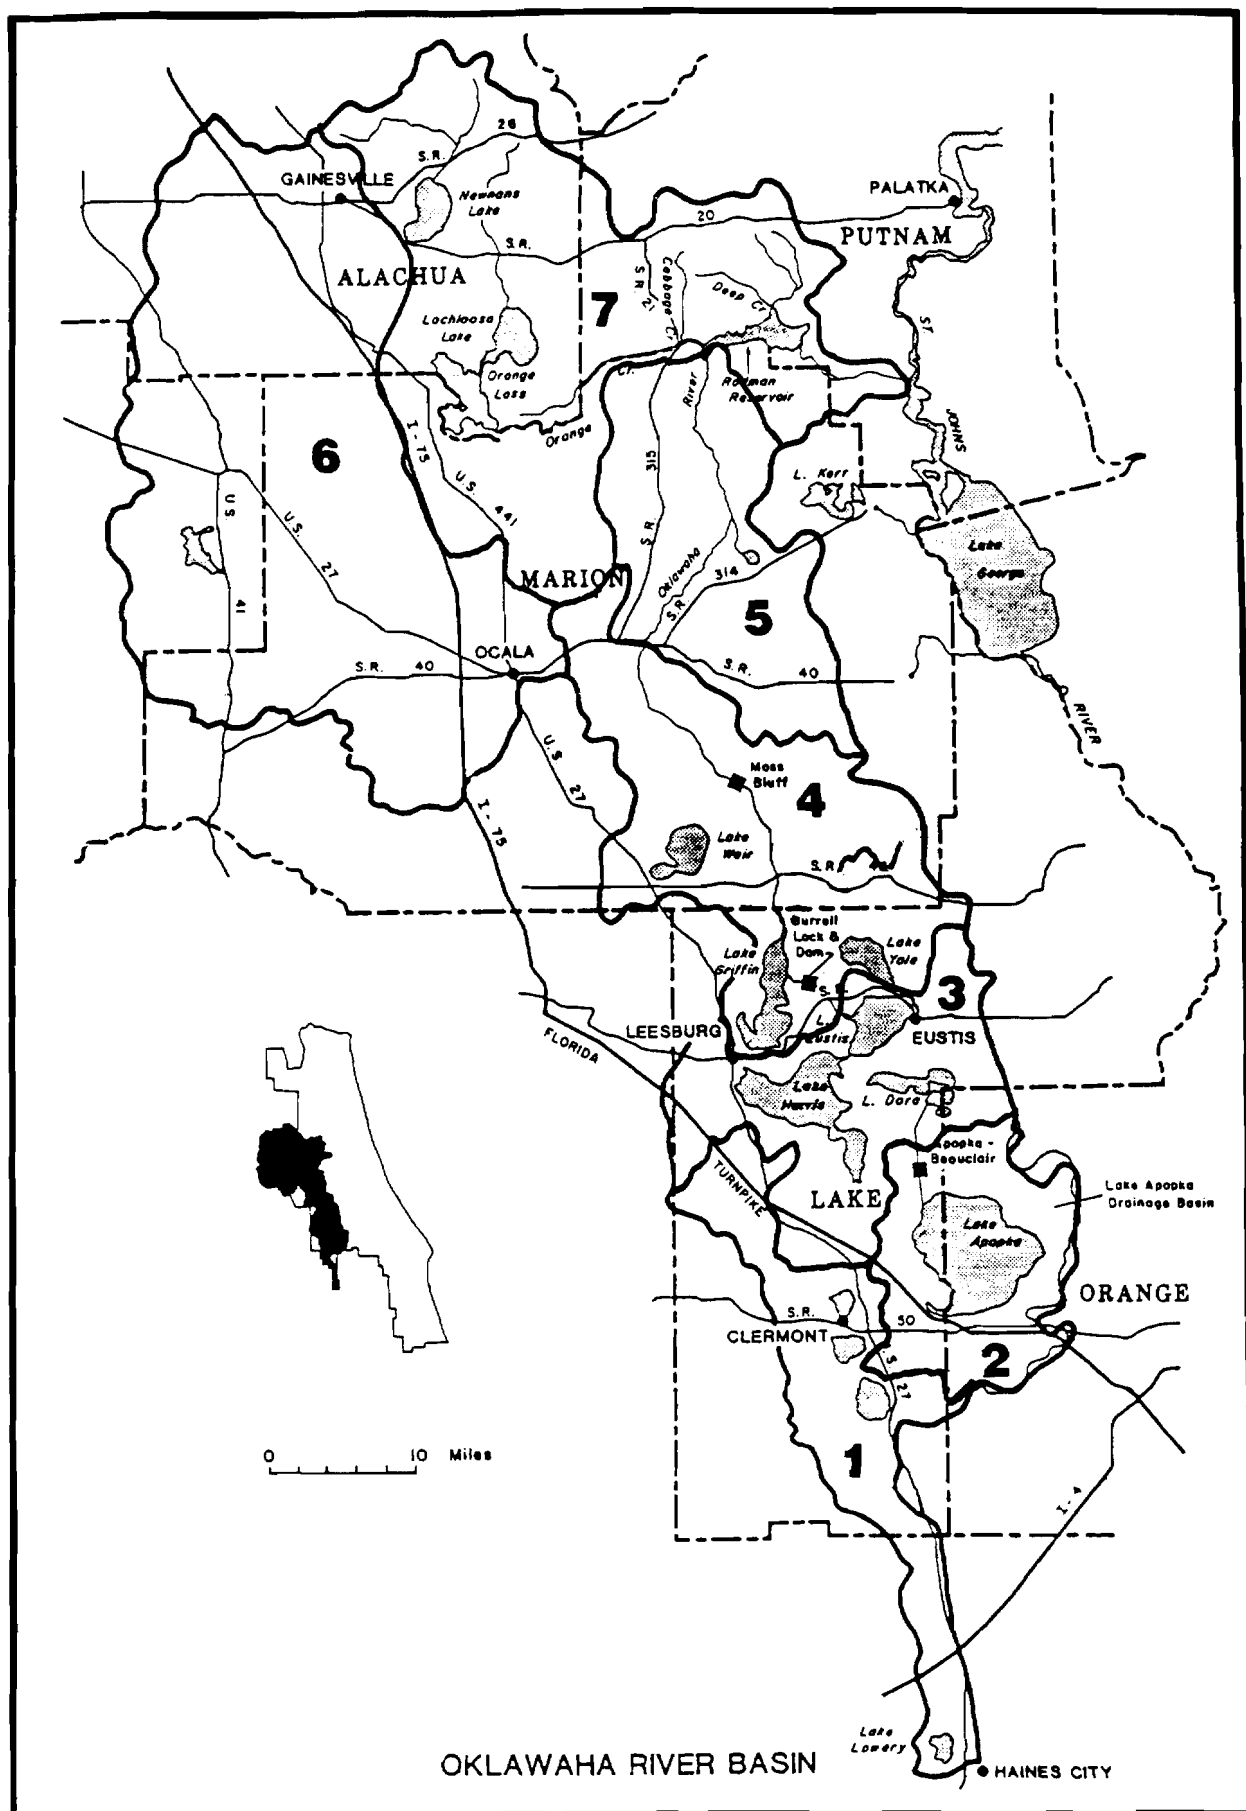 26
S.R.
GAINESVILLE
Newnans
Lake
PALATKA
20
PUTNAM
S.R.
ALACHUA
S.R. 21
Cabbage Cr.
Deep Cr.
7
Lochloosa
Lake
ST.
JOHNS
RIVER
Orange
Loss
Cr.
River
Rodman
Reservoir
Orange
6
I-75
U.S. 441
S.R. 315
L. Kerr
U.S. 41
U.S. 27
Lake
George
MARION
Oklawaha
S.R. 314
5
OCALA
S.R. 40
S.R. 40
U.S. 27
Moss
Bluff
4
I-75
Lake
Weir
S.R. 42
Burrell
Lock &
Dam
Lake
Griffin
Lake
Yale
S.R.
3
LEESBURG
L.
Eustis
EUSTIS
FLORIDA
TURNPIKE
Lake
Harris
L. Dora
Apopka-
Beauclair
LAKE
Lake Apopka
Drainage Basin
Lake
Apopka
ORANGE
S.R. 50
CLERMONT
2
S. 27
1
0 10 Miles
I-4
Lake
Lowery
OKLAWAHA RIVER BASIN
HAINES CITY